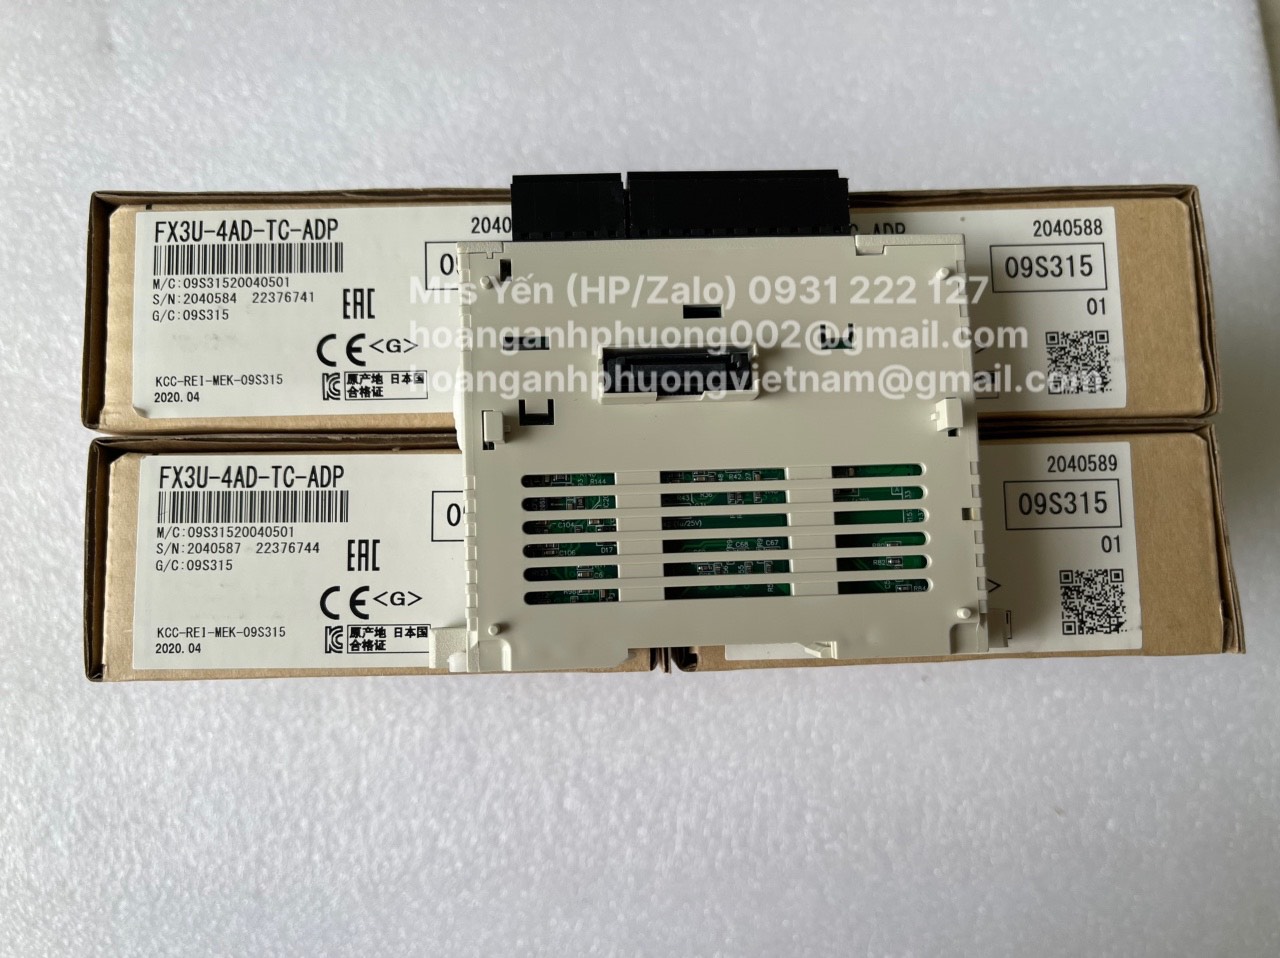 FX3U-4AD-TC-ADP
2040
M/C:09S31520040501
S/N:2040584 22376741
G/C:09S315
EAC
CE <G>
KCC-REI-MEK-09S315
2020.04
原产地 日本国
合格证
2040588
09S315
01
Mrs Yến (HP/Zalo) 0931 222 127
hoanganhphuong002@gmail.com
hoanganhphuongvietnam@gmail.com
FX3U-4AD-TC-ADP
M/C:09S31520040501
S/N:2040587 22376744
G/C:09S315
EAC
CE <G>
KCC-REI-MEK-09S315
2020.04
原产地 日本国
合格证
2040589
09S315
01